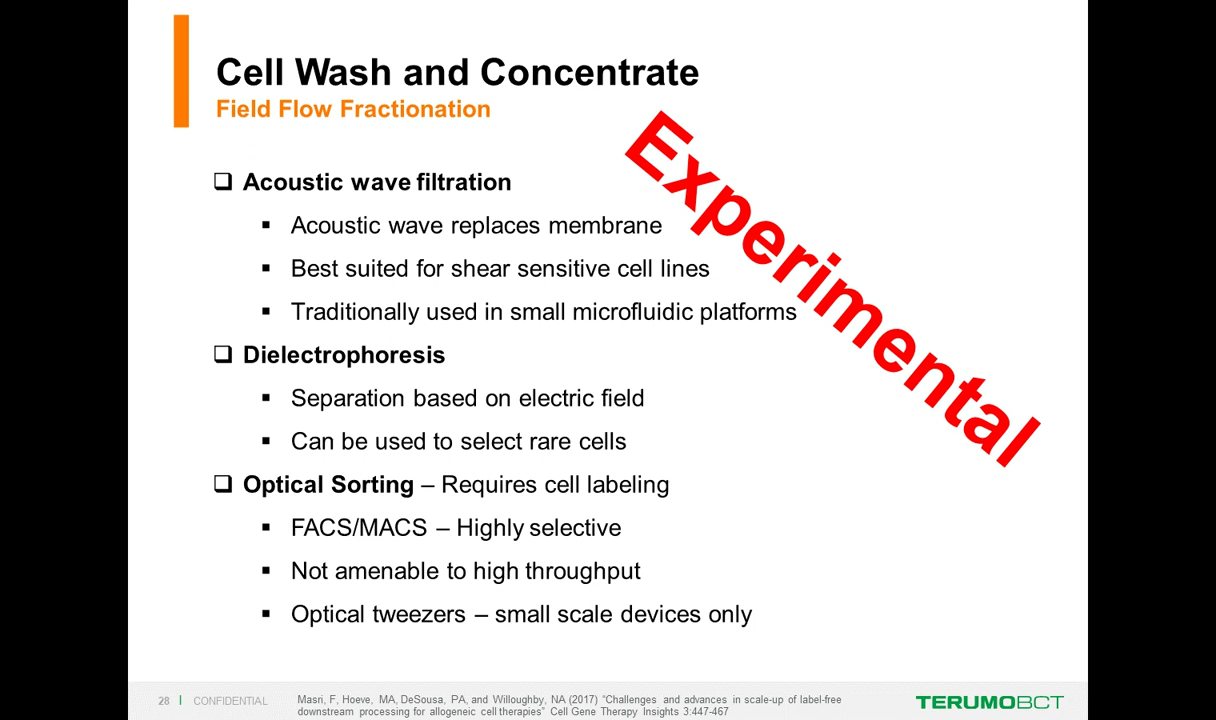 Cell Wash and Concentrate
Field Flow Fractionation
Experimental
Acoustic wave filtration
Acoustic wave replaces membrane
Best suited for shear sensitive cell lines
Traditionally used in small microfluidic platforms
Dielectrophoresis
Separation based on electric field
Can be used to select rare cells
Optical Sorting – Requires cell labeling
FACS/MACS – Highly selective
Not amenable to high throughput
Optical tweezers – small scale devices only
28 | CONFIDENTIAL
Masri, F, Hoeve, MA, DeSousa, PA, and Willoughby, NA (2017) "Challenges and advances in scale-up of label-free
downstream processing for allogeneic cell therapies" Cell Gene Therapy Insights 3:447-467
TERUMOBCT